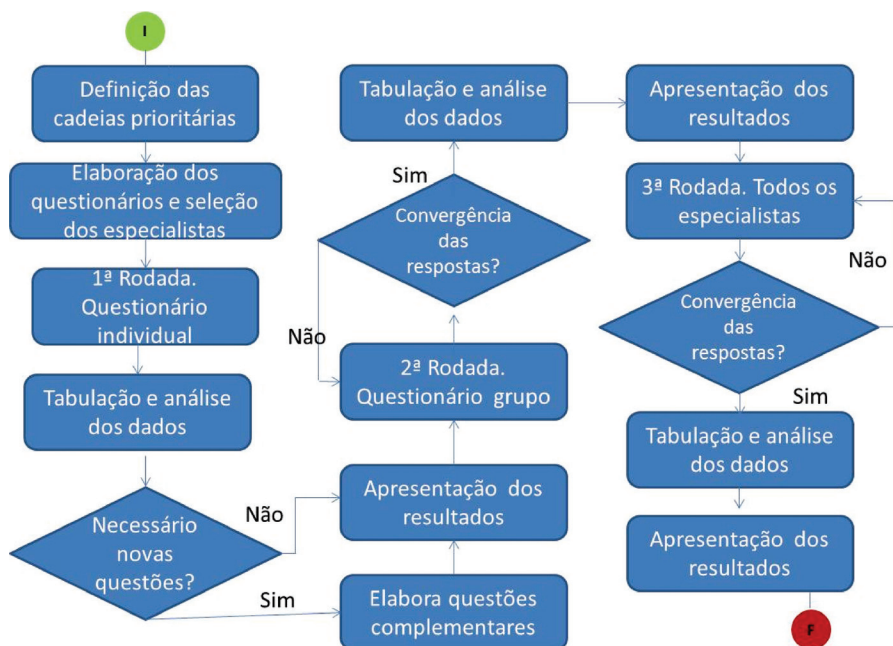 I
Definição das
cadeias prioritárias
Elaboração dos
questionários e seleção
dos especialistas
1ª Rodada.
Questionário
individual
Tabulação e análise
dos dados
Necessário
novas
questões?
Não
Sim
Elabora questões
complementares
Apresentação dos
resultados
2ª Rodada.
Questionário grupo
Convergência
das
respostas?
Não
Sim
Tabulação e análise
dos dados
Apresentação dos
resultados
3ª Rodada. Todos os
especialistas
Convergência
das
respostas?
Não
Sim
Tabulação e análise
dos dados
Apresentação dos
resultados
F